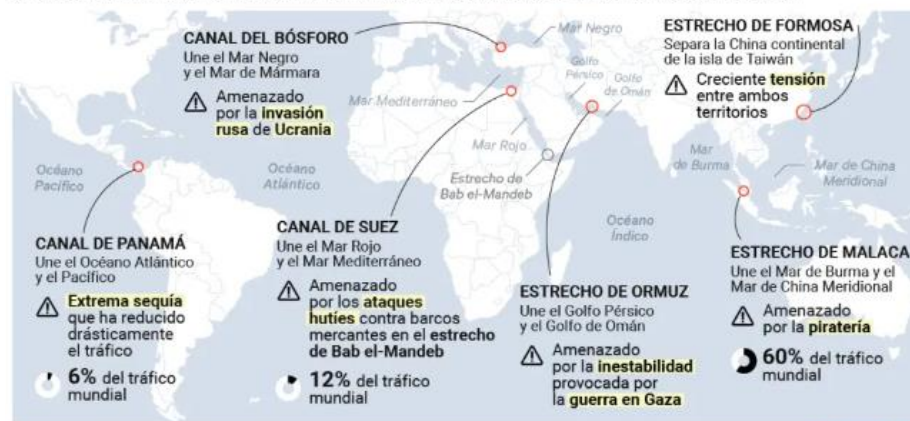 CANAL DEL BÓSFORO
Une el Mar Negro
y el Mar de Mármara
Amenazado
por la invasión
rusa de Ucrania
Mar Negro
Golfo
Pérsico
Golfo
de Omán
Mar Mediterráneo
Mar Rojo
Estrecho de
Bab el-Mandeb
ESTRECHO DE FORMOSA
Separa la China continental
de la isla de Taiwán
Creciente tensión
entre ambos
territorios
Océano
Pacífico
Océano
Atlántico
Mar
de Burma
Mar de China
Meridional
Océano
Índico
CANAL DE PANAMÁ
Une el Océano Atlántico
y el Pacífico
Extrema sequía
que ha reducido
drásticamente
el tráfico
6% del tráfico
mundial
CANAL DE SUEZ
Une el Mar Rojo
y el Mar Mediterráneo
Amenazado
por los ataques
hutíes contra barcos
mercantes en el estrecho
de Bab el-Mandeb
12% del tráfico
mundial
ESTRECHO DE ORMUZ
Une el Golfo Pérsico
y el Golfo de Omán
Amenazado
por la inestabilidad
provocada por
la guerra en Gaza
ESTRECHO DE MALACA
Une el Mar de Burma y el
Mar de China Meridional
Amenazado
por la piratería
60% del tráfico
mundial